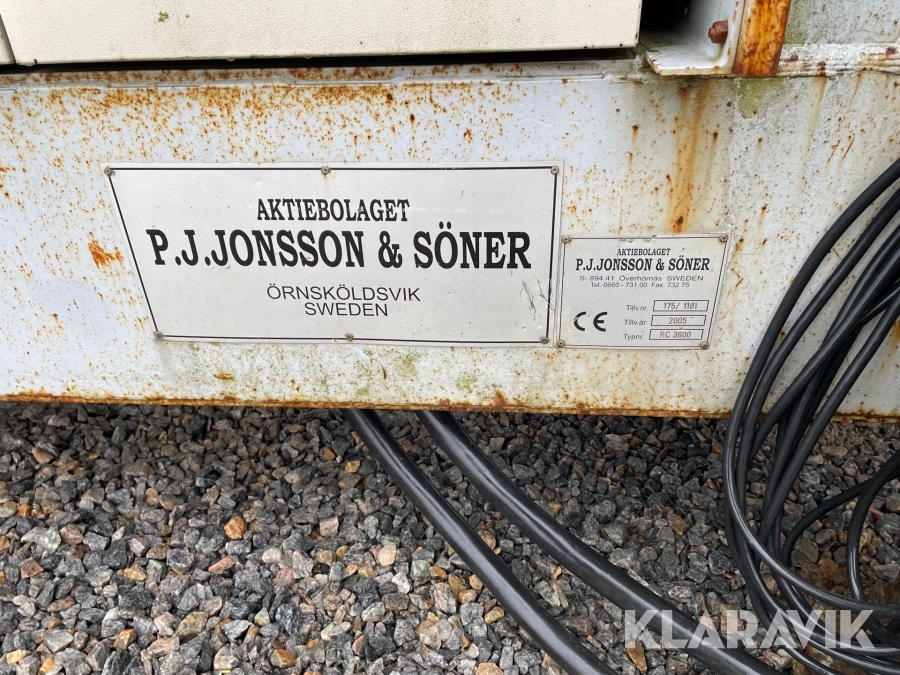 AKTIEBOLAGET
P.J.JONSSON & SÖNER
ÖRNSKÖLDSVIK
SWEDEN
AKTIEBOLAGET
P.J.JONSSON & SÖNER
S- 894 41 Överhörnäs SWEDEN
Tel. 0660 - 731 00 Fax 732 75
Tillv.nr. 175/ 1181
CE
Tillv.år 2005
Typnr. RC 3800
KLARAVIK